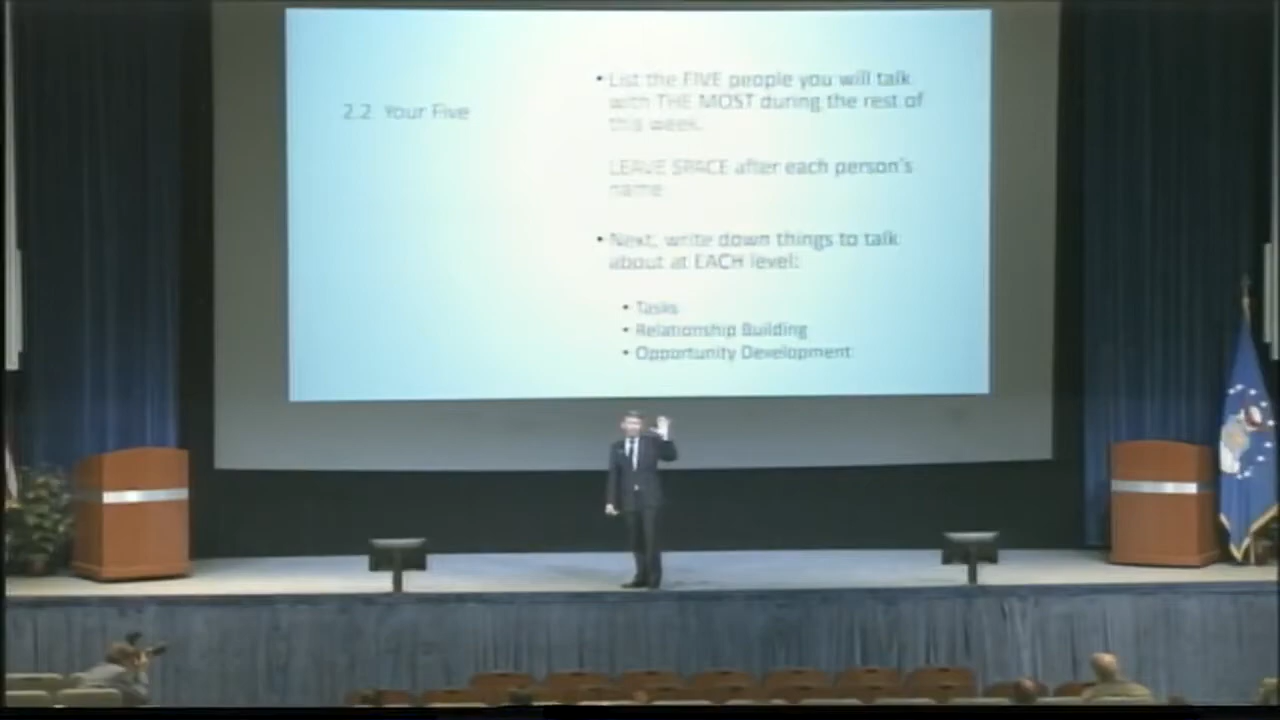 2.2 Your Five
• List the FIVE people you will talk
with THE MOST during the rest of
this week.
LEAVE SPACE after each person's
name
• Next, write down things to talk
about at EACH level:
• Tasks
• Relationship Building
• Opportunity Development